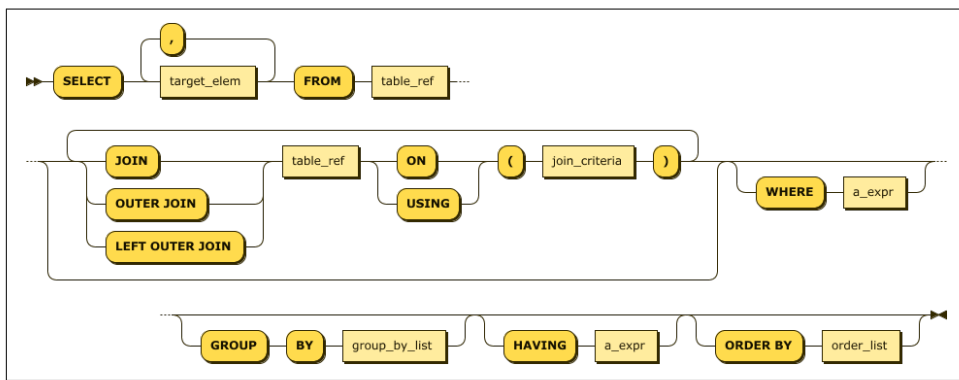 ,
SELECT target_elem FROM table_ref
JOIN table_ref ON ( join_criteria )
OUTER JOIN USING WHERE a_expr
LEFT OUTER JOIN
GROUP BY group_by_list HAVING a_expr ORDER BY order_list